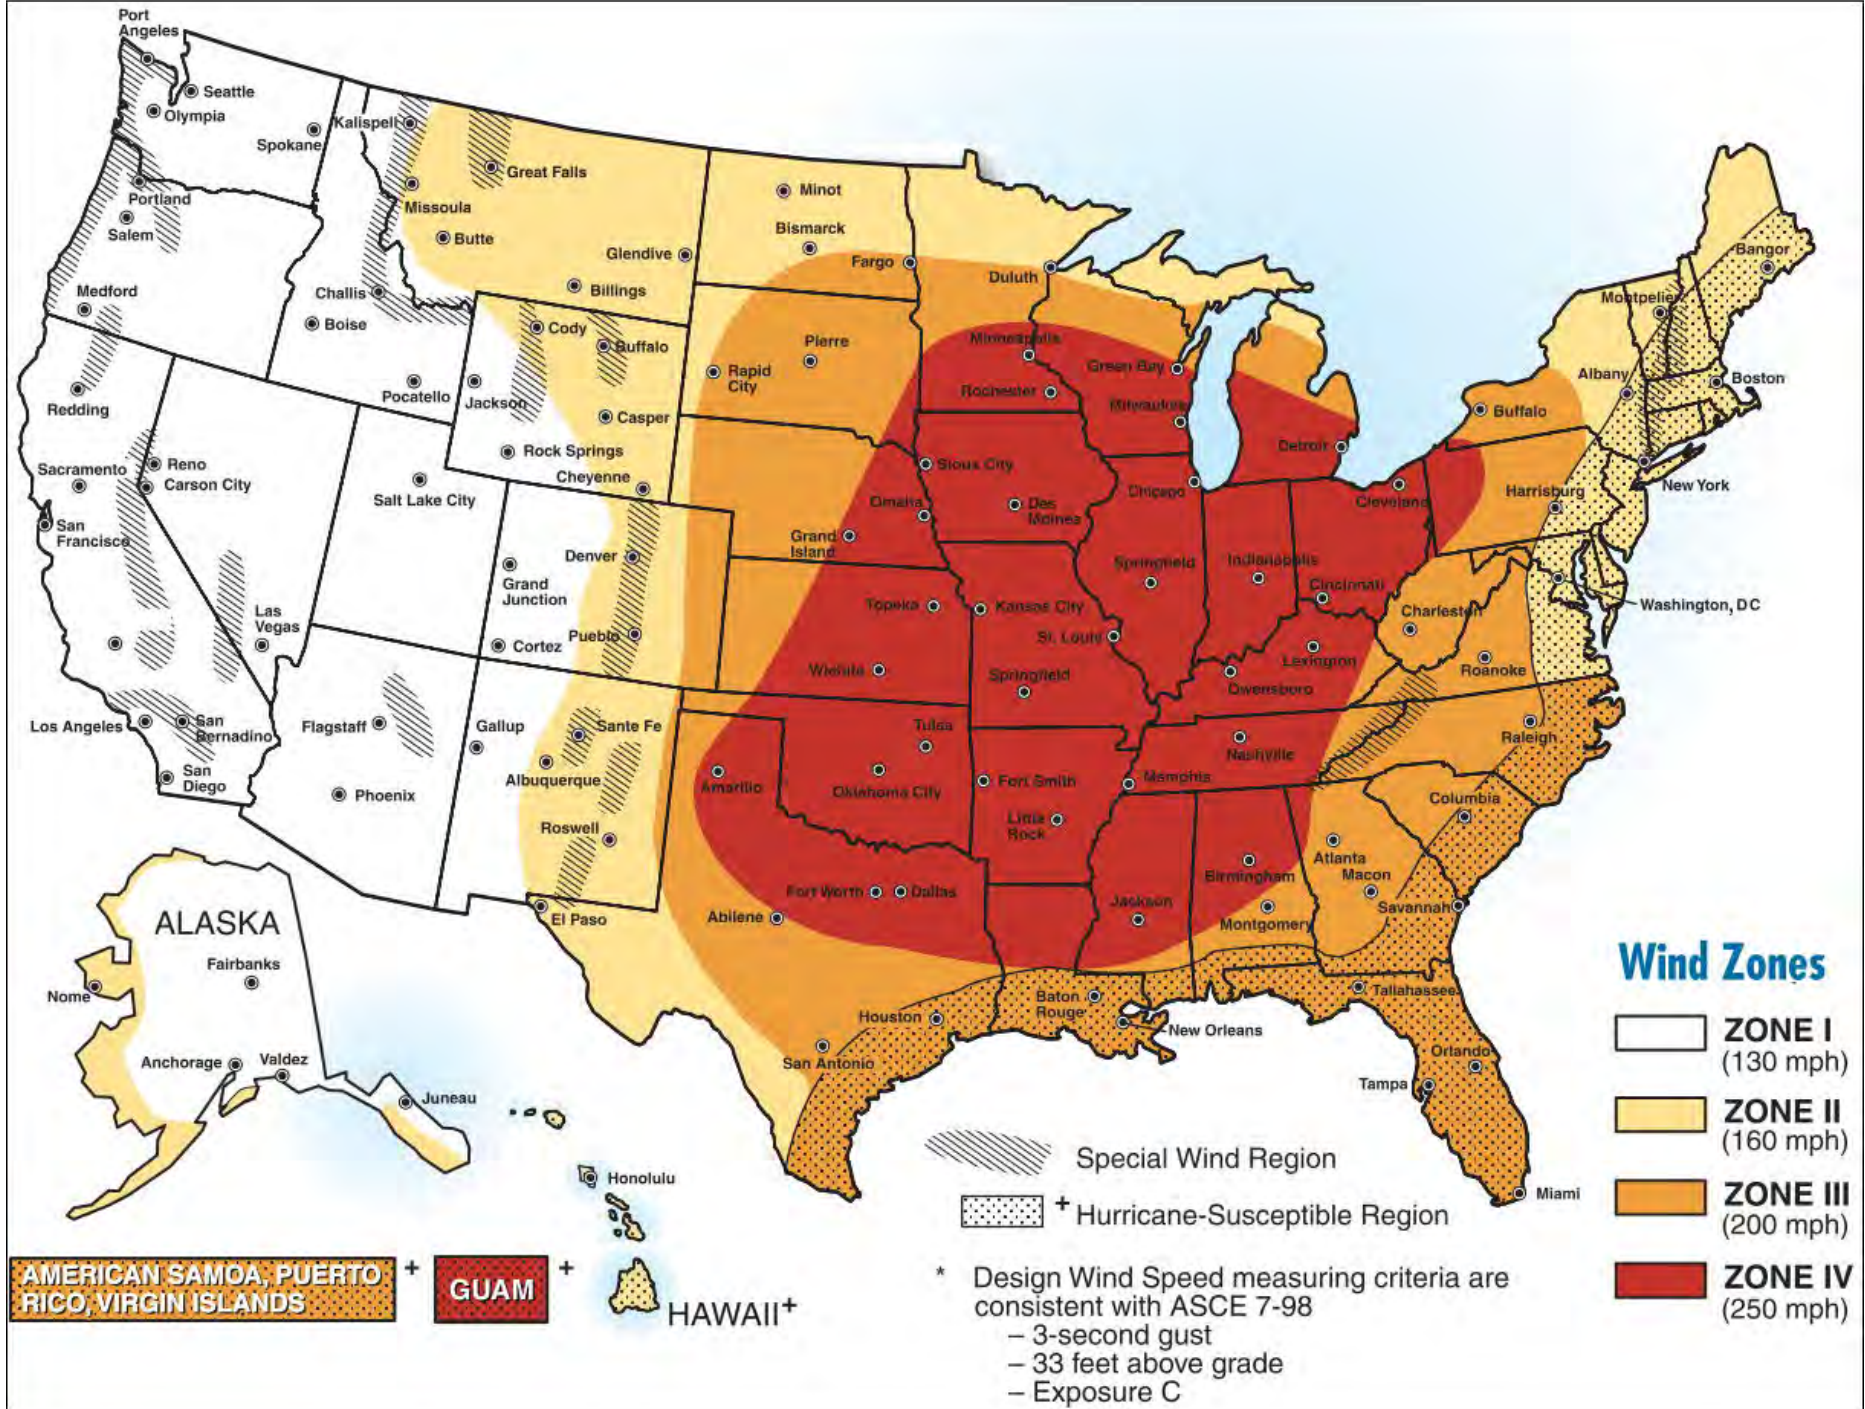 Port
Angeles
Seattle
Olympia
Spokane
Kalispell
Great Falls
Missoula
Butte
Glendive
Billings
Minot
Bismarck
Fargo
Duluth
Portland
Salem
Medford
Challis
Boise
Pocatello
Cody
Buffalo
Jackson
Casper
Rock Springs
Cheyenne
Rapid
City
Pierre
Minneapolis
Rochester
Green Bay
Milwaukee
Detroit
Buffalo
Albany
Montpelier
Bangor
Boston
New York
Harrisburg
Washington, DC
Redding
Sacramento
Reno
Carson City
San
Francisco
Salt Lake City
Las
Vegas
Grand
Junction
Denver
Cortez
Pueblo
Sioux City
Omaha
Des
Moines
Grand
Island
Chicago
Cleveland
Springfield
Indianapolis
Cincinnati
Charleston
Topeka
Kansas City
St. Louis
Wichita
Springfield
Owensboro
Lexington
Roanoke
Raleigh
Los Angeles
San
Bernadino
San
Diego
Flagstaff
Phoenix
Gallup
Sante Fe
Albuquerque
Roswell
El Paso
Amarillo
Tulsa
Oklahoma City
Fort Smith
Little
Rock
Memphis
Nashville
Columbia
Atlanta
Macon
Savannah
Birmingham
Montgomery
Jackson
Fort Worth
Dallas
Abilene
San Antonio
Houston
Baton
Rouge
New Orleans
Tallahassee
Orlando
Tampa
Miami
ALASKA
Fairbanks
Nome
Anchorage
Valdez
Juneau
Honolulu
HAWAII+
AMERICAN SAMOA, PUERTO
RICO, VIRGIN ISLANDS
+
GUAM
+
Special Wind Region
+ Hurricane-Susceptible Region
* Design Wind Speed measuring criteria are
consistent with ASCE 7-98
– 3-second gust
– 33 feet above grade
– Exposure C
Wind Zones
ZONE I
(130 mph)
ZONE II
(160 mph)
ZONE III
(200 mph)
ZONE IV
(250 mph)